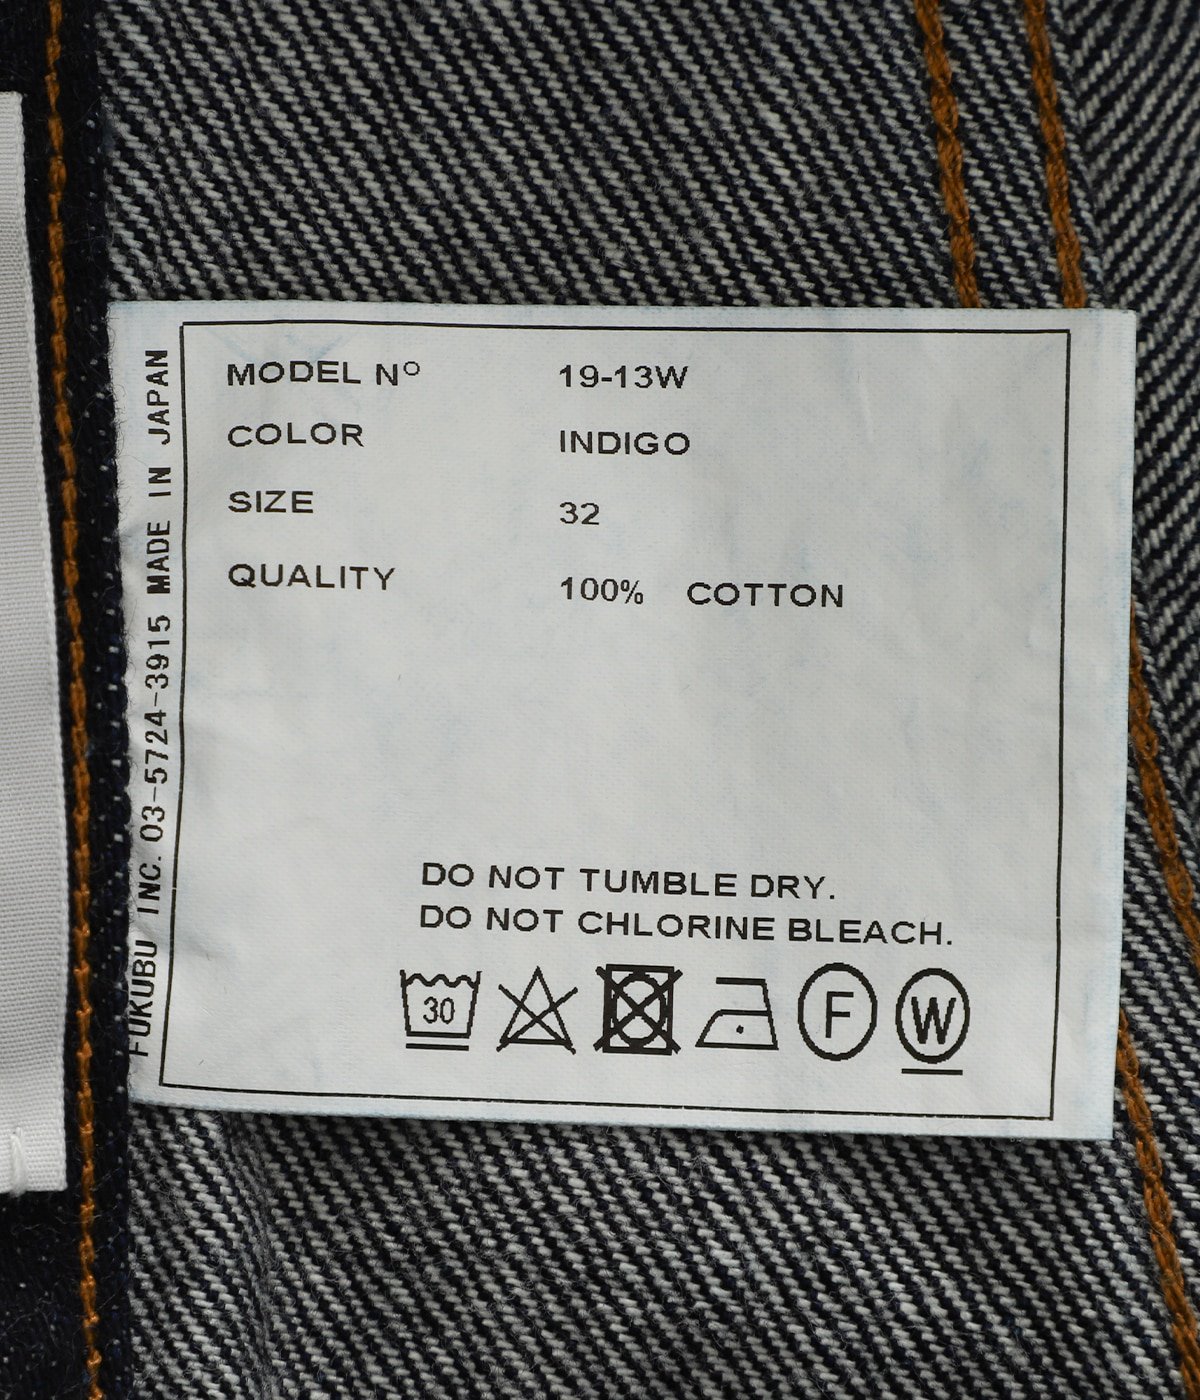 MODEL Nº 19-13W
COLOR INDIGO
SIZE 32
QUALITY 100% COTTON
DO NOT TUMBLE DRY.
DO NOT CHLORINE BLEACH.
30
F
W
FUKUBU INC. 03-5724-3915 MADE IN JAPAN